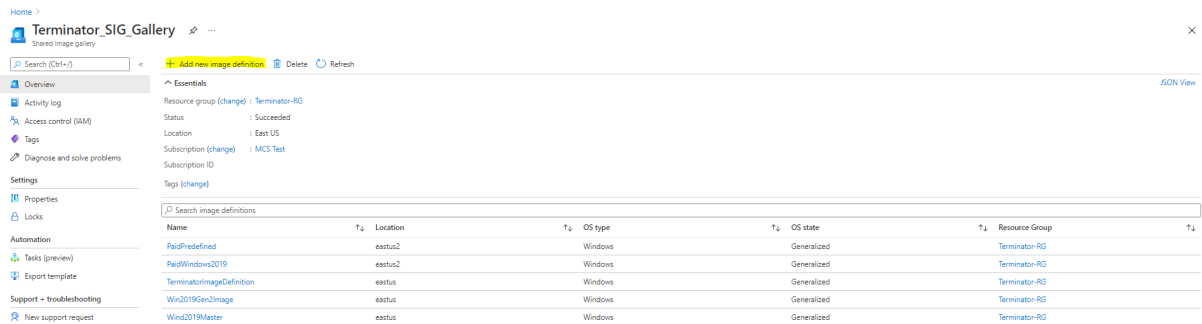 Home >
Terminator_SIG_Gallery ...
Shared image gallery
Search (Ctrl+/) «
Overview
Activity log
Access control (IAM)
Tags
Diagnose and solve problems
Settings
Properties
Locks
Automation
Tasks (preview)
Export template
Support + troubleshooting
New support request
+ Add new image definition Delete Refresh
Essentials JSON View
Resource group (change) : Terminator-RG
Status : Succeeded
Location : East US
Subscription (change) : MCS Test
Subscription ID
Tags (change)
Search image definitions
Name ↑↓ Location ↑↓ OS type ↑↓ OS state ↑↓ Resource Group ↑↓
PaidPredefined eastus2 Windows Generalized Terminator-RG
PaidWindows2019 eastus2 Windows Generalized Terminator-RG
TerminatorImageDefinition eastus Windows Generalized Terminator-RG
Win2019Gen2Image eastus Windows Generalized Terminator-RG
Wind2019Master eastus Windows Generalized Terminator-RG